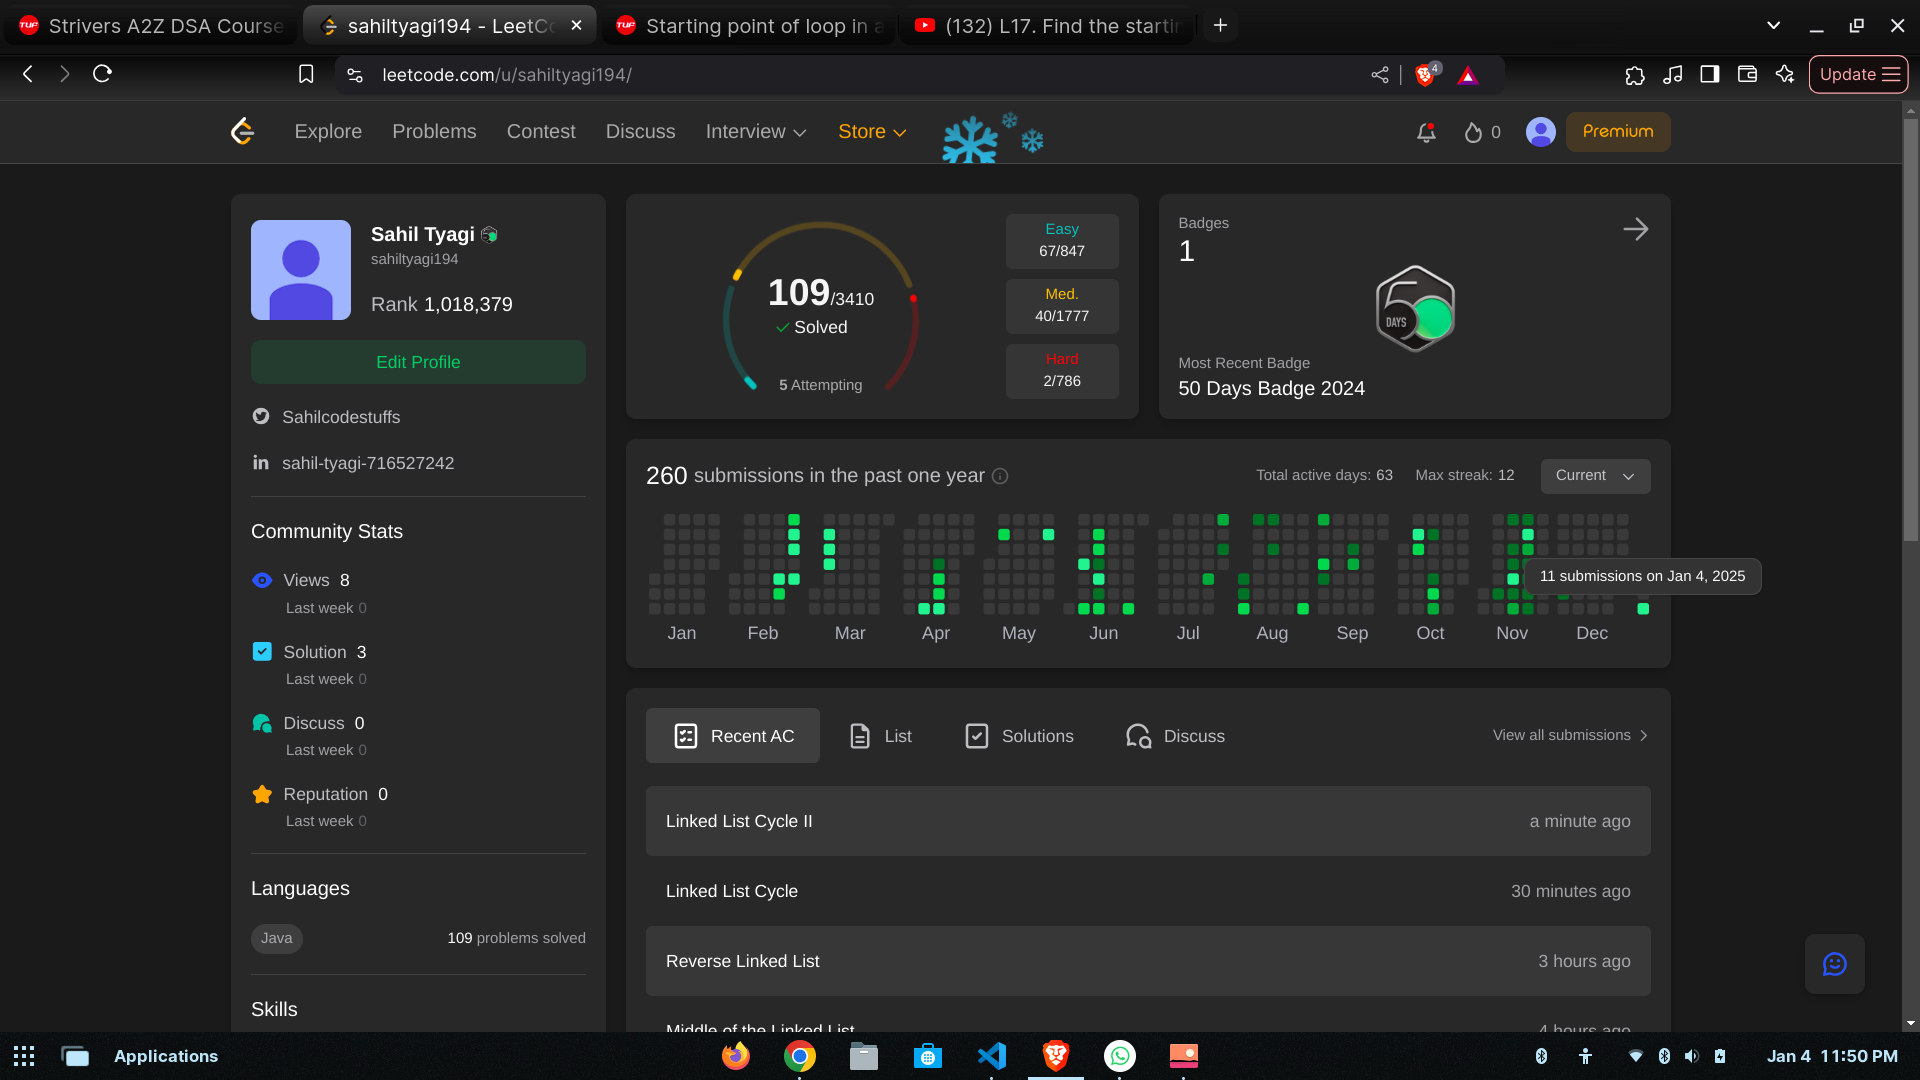 Strivers A2Z DSA Course
sahiltyagi194 - LeetCo
Starting point of loop in a
(132) L17. Find the startin
leetcode.com/u/sahiltyagi194/
4
Update
Explore
Problems
Contest
Discuss
Interview
Store
0
Premium
Sahil Tyagi
sahiltyagi194
Rank 1,018,379
Edit Profile
Sahilcodestuffs
sahil-tyagi-716527242
Community Stats
Views 8
Last week 0
Solution 3
Last week 0
Discuss 0
Last week 0
Reputation 0
Last week 0
Languages
Java
109 problems solved
Skills
109/3410
Solved
5 Attempting
Easy
67/847
Med.
40/1777
Hard
2/786
Badges
1
50
DAYS
Most Recent Badge
50 Days Badge 2024
260 submissions in the past one year
Total active days: 63
Max streak: 12
Current
11 submissions on Jan 4, 2025
Jan Feb Mar Apr May Jun Jul Aug Sep Oct Nov Dec
Recent AC
List
Solutions
Discuss
View all submissions
Linked List Cycle II
a minute ago
Linked List Cycle
30 minutes ago
Reverse Linked List
3 hours ago
Middle of the Linked List
4 hours ago
Applications
Jan 4 11:50 PM